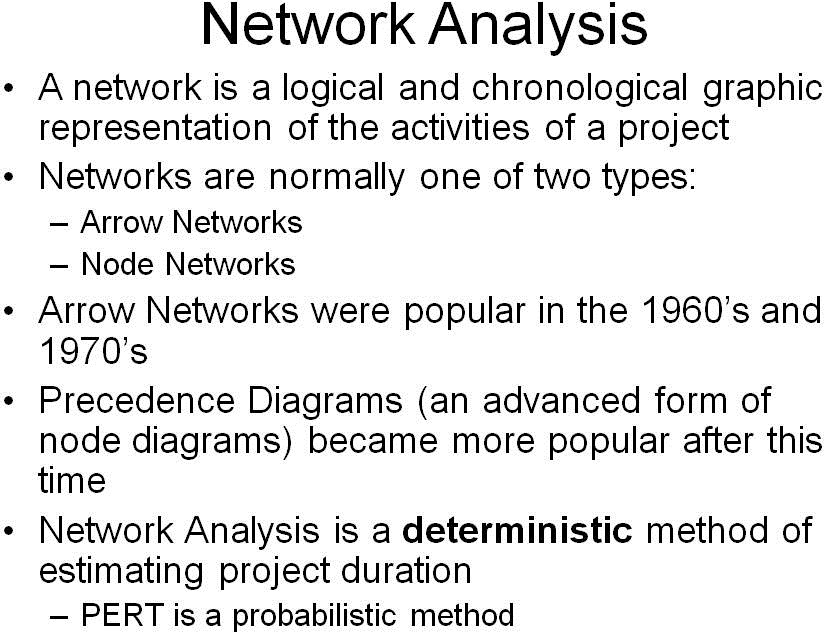 Network Analysis
• A network is a logical and chronological graphic
representation of the activities of a project
• Networks are normally one of two types:
– Arrow Networks
– Node Networks
• Arrow Networks were popular in the 1960’s and
1970’s
• Precedence Diagrams (an advanced form of
node diagrams) became more popular after this
time
• Network Analysis is a deterministic method of
estimating project duration
– PERT is a probabilistic method